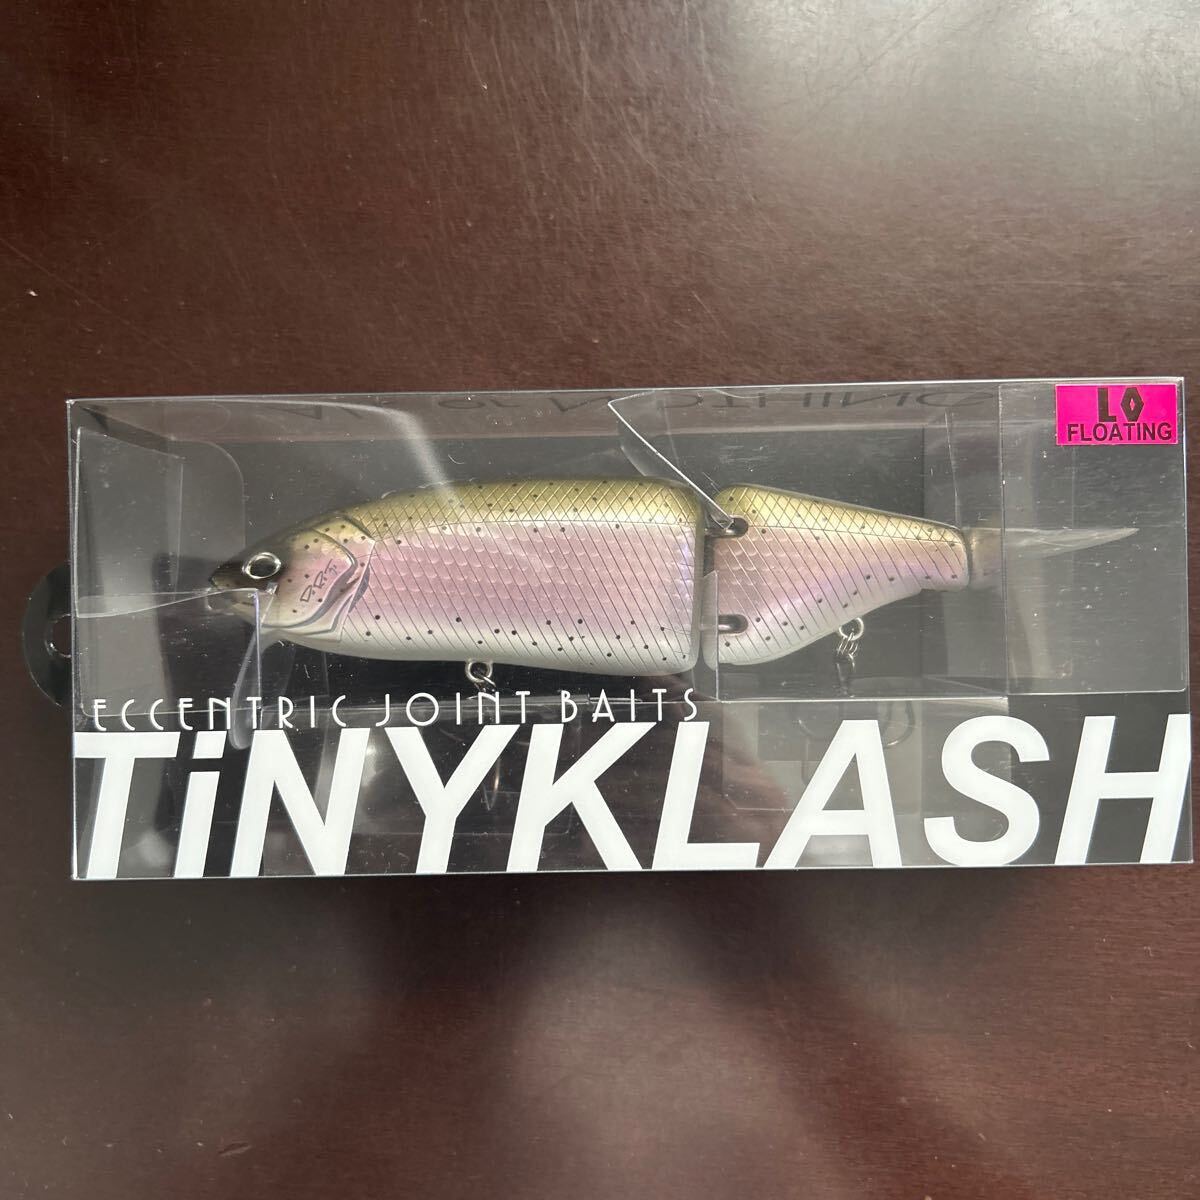 LO
FLOATING
D.R.T.
ECCENTRIC JOINT BAITS
TiNYKLASH